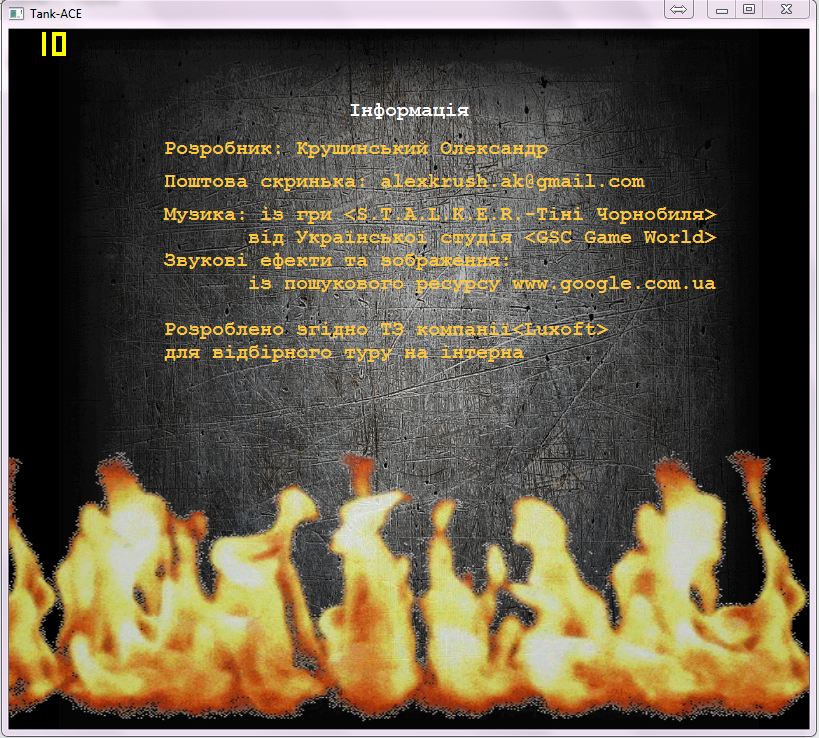 Tank-ACE
10
Інформація
Розробник: Крушинський Олександр
Поштова скринька: alexkrush.ak@gmail.com
Музика: із гри <S.T.A.L.K.E.R.-Тіні Чорнобиля>
від Української студія <GSC Game World>
Звукові ефекти та зображення:
із пошукового ресурсу www.google.com.ua
Розроблено згідно ТЗ компанії<Luxoft>
для відбірного туру на інтерна